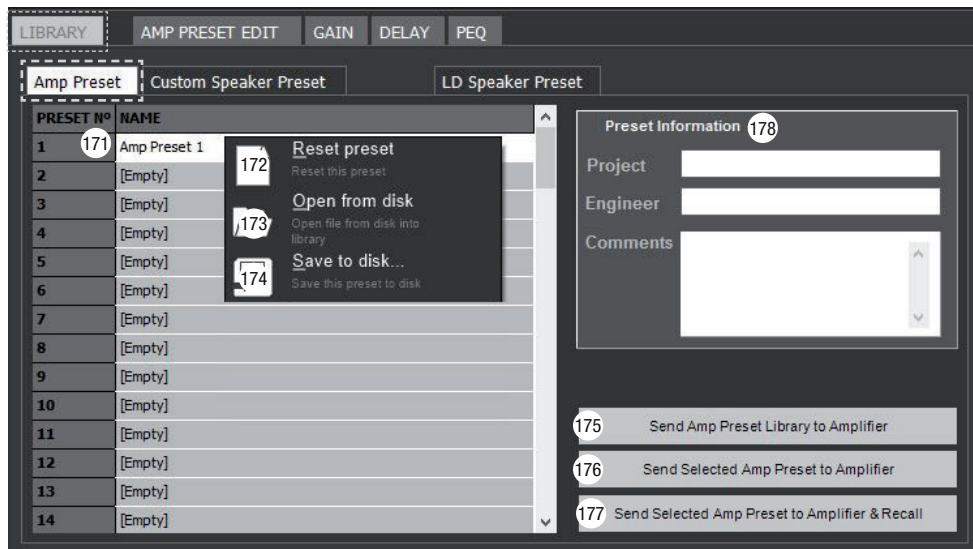 LIBRARY AMP PRESET EDIT GAIN DELAY PEQ
Amp Preset Custom Speaker Preset LD Speaker Preset
PRESET Nº NAME
1 171 Amp Preset 1
2 [Empty]
3 [Empty]
4 [Empty]
5 [Empty]
6 [Empty]
7 [Empty]
8 [Empty]
9 [Empty]
10 [Empty]
11 [Empty]
12 [Empty]
13 [Empty]
14 [Empty]
172 Reset preset
Reset this preset
173 Open from disk
Open file from disk into
library
174 Save to disk...
Save this preset to disk
Preset Information 178
Project
Engineer
Comments
175 Send Amp Preset Library to Amplifier
176 Send Selected Amp Preset to Amplifier
177 Send Selected Amp Preset to Amplifier & Recall